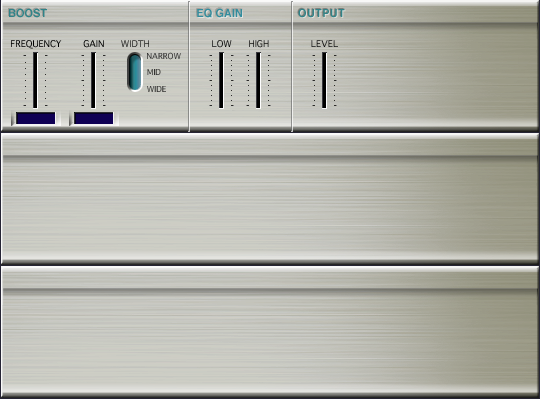 BOOST EQ GAIN OUTPUT
FREQUENCY GAIN WIDTH LOW HIGH LEVEL
NARROW
MID
WIDE